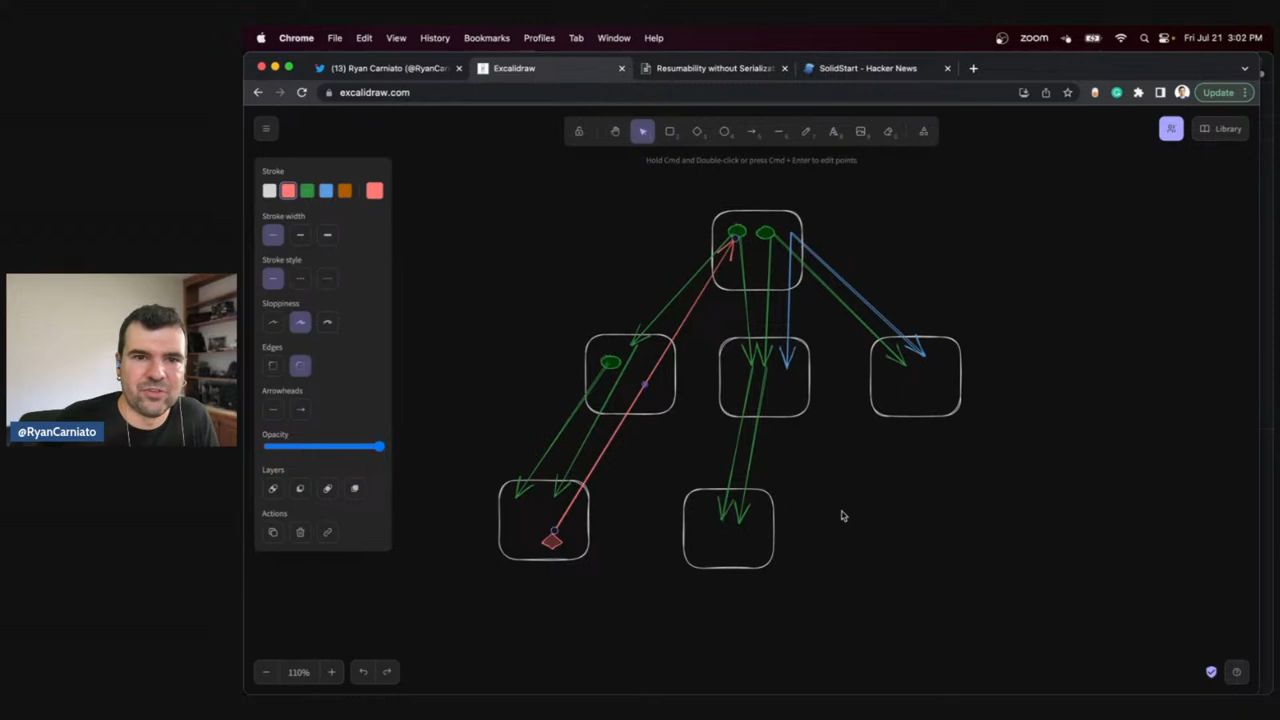 Chrome File Edit View History Bookmarks Profiles Tab Window Help zoom Fri Jul 21 3:02 PM
(13) Ryan Carniato (@RyanCar
Excalidraw
Resumability without Serializat
SolidStart - Hacker News
excalidraw.com
Update
Library
Hold Cmd and Double-click or press Cmd + Enter to edit points
Stroke
Stroke width
Stroke style
Sloppiness
Edges
Arrowheads
Opacity
Layers
Actions
@RyanCarniato
110%